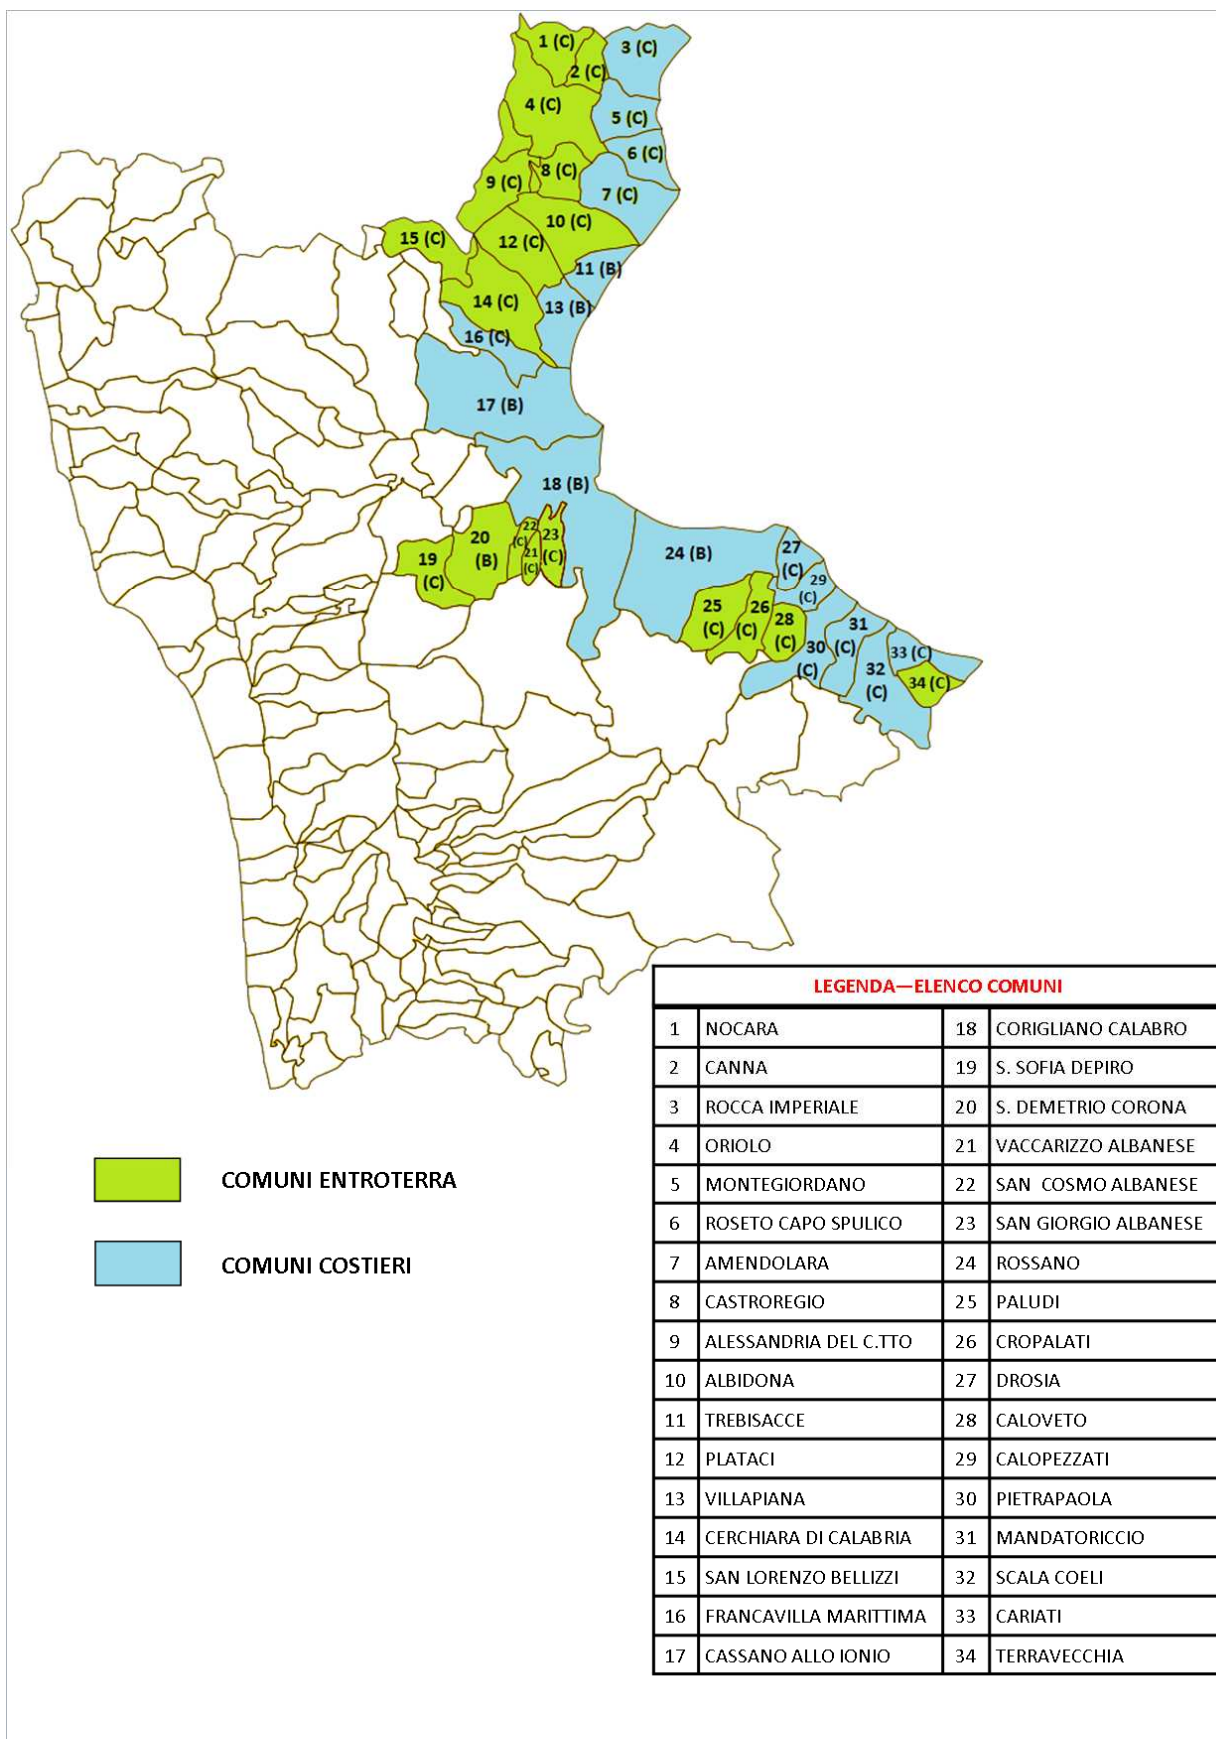 1 (C)
2 (C)
3 (C)
4 (C)
5 (C)
6 (C)
7 (C)
8 (C)
9 (C)
10 (C)
11 (B)
12 (C)
13 (B)
14 (C)
15 (C)
16 (C)
17 (B)
18 (B)
19
(C)
20
(B)
21
(C)
22
(C)
23
(C)
24 (B)
25
(C)
26
(C)
27
(C)
28
(C)
29
(C)
30
(C)
31
(C)
32
(C)
33 (C)
34 (C)
COMUNI ENTROTERRA
COMUNI COSTIERI
LEGENDA—ELENCO COMUNI
1 NOCARA 18 CORIGLIANO CALABRO
2 CANNA 19 S. SOFIA DEPIRO
3 ROCCA IMPERIALE 20 S. DEMETRIO CORONA
4 ORIOLO 21 VACCARIZZO ALBANESE
5 MONTEGIORDANO 22 SAN COSMO ALBANESE
6 ROSETO CAPO SPULICO 23 SAN GIORGIO ALBANESE
7 AMENDOLARA 24 ROSSANO
8 CASTROREGIO 25 PALUDI
9 ALESSANDRIA DEL C.TTO 26 CROPALATI
10 ALBIDONA 27 DROSIA
11 TREBISACCE 28 CALOVETO
12 PLATACI 29 CALOPEZZATI
13 VILLAPIANA 30 PIETRAPAOLA
14 CERCHIARA DI CALABRIA 31 MANDATORICCIO
15 SAN LORENZO BELLIZZI 32 SCALA COELI
16 FRANCAVILLA MARITTIMA 33 CARIATI
17 CASSANO ALLO IONIO 34 TERRAVECCHIA